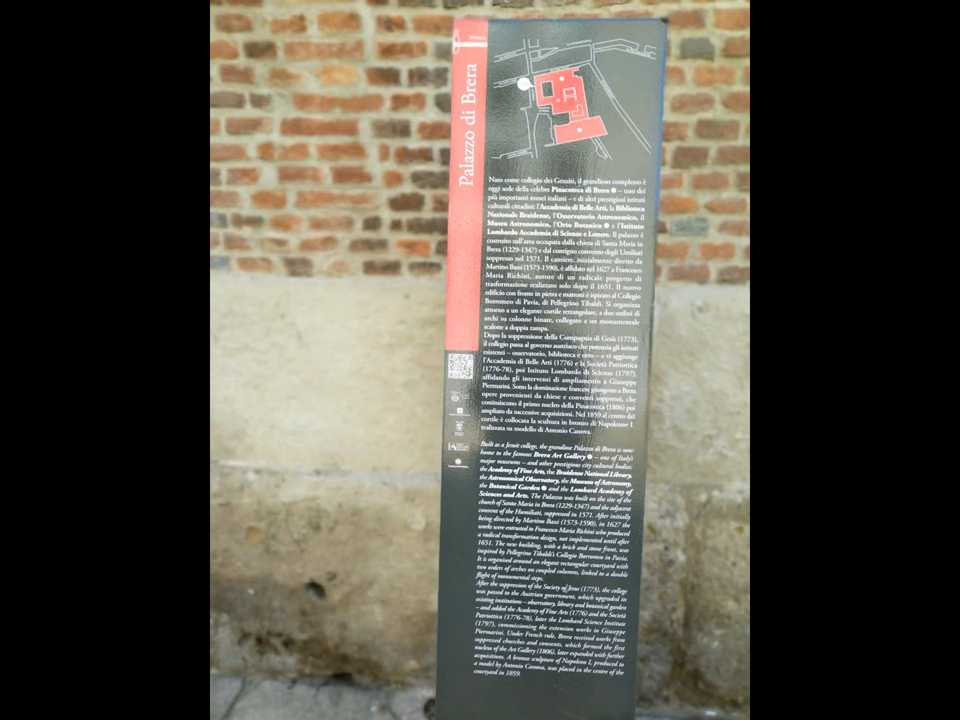 Palazzo di Brera
Nato come collegio dei Gesuiti, il grandioso complesso è
oggi sede della celebre Pinacoteca di Brera – uno dei
più importanti musei italiani – e di altri prestigiosi istituti
culturali cittadini: l'Accademia di Belle Arti, la Biblioteca
Nazionale Braidense, l'Osservatorio Astronomico, il
Museo Astronomico, l'Orto Botanico e l'Istituto
Lombardo Accademia di Scienze e Lettere. Il palazzo è
costruito sull'area occupata dalla chiesa di Santa Maria in
Brera (1229-1347) e dal contiguo convento degli Umiliati
soppresso nel 1571. Il cantiere, inizialmente diretto da
Martino Bassi (1573-1590), è affidato nel 1627 a Francesco
Maria Richini, autore di un radicale progetto di
trasformazione realizzato solo dopo il 1651. Il nuovo
edificio con fronte in pietra e mattoni è ispirato al Collegio
Borromeo di Pavia, di Pellegrino Tibaldi. Si organizza
attorno a un elegante cortile rettangolare, a due ordini di
archi su colonne binate, collegato a un monumentale
scalone a doppia rampa.
Dopo la soppressione della Compagnia di Gesù (1773),
il collegio passa al governo austriaco che potenzia gli istituti
esistenti – osservatorio, biblioteca e orto – e vi aggiunge
l'Accademia di Belle Arti (1776) e la Società Patriottica
(1776-78), poi Istituto Lombardo di Scienze (1797),
affidando gli interventi di ampliamento a Giuseppe
Piermarini. Sotto la dominazione francese giungono a Brera
opere provenienti da chiese e conventi soppressi, che
costituiscono il primo nucleo della Pinacoteca (1806) poi
ampliato da successive acquisizioni. Nel 1859 al centro del
cortile è collocata la scultura in bronzo di Napoleone I
realizzata su modello di Antonio Canova.
Built as a Jesuit college, the grandiose Palazzo di Brera is now
home to the famous Brera Art Gallery – one of Italy's
major museums – and other prestigious city cultural bodies:
the Academy of Fine Arts, the Braidense National Library,
the Astronomical Observatory, the Museum of Astronomy,
the Botanical Garden and the Lombard Academy of
Sciences and Arts. The Palazzo was built on the site of the
church of Santa Maria in Brera (1229-1347) and the adjacent
convent of the Humiliati, suppressed in 1571. After initially
being directed by Martino Bassi (1573-1590), in 1627 the
works were entrusted to Francesco Maria Richini who produced
a radical transformation design, not implemented until after
1651. The new building, with a brick and stone front, was
inspired by Pellegrino Tibaldi's Collegio Borromeo in Pavia.
It is organised around an elegant rectangular courtyard with
two orders of arches on coupled columns, linked to a double
flight of monumental steps.
After the suppression of the Society of Jesus (1773), the college
was passed to the Austrian government, which upgraded its
existing institutions – observatory, library and botanical garden
– and added the Academy of Fine Arts (1776) and the Società
Patriottica (1776-78), later the Lombard Science Institute
(1797), commissioning the extension works to Giuseppe
Piermarini. Under French rule, Brera received works from
suppressed churches and convents, which formed the first
nucleus of the Art Gallery (1806), later expanded with further
acquisitions. A bronze sculpture of Napoleon I, produced to
a model by Antonio Canova, was placed in the centre of the
courtyard in 1859.